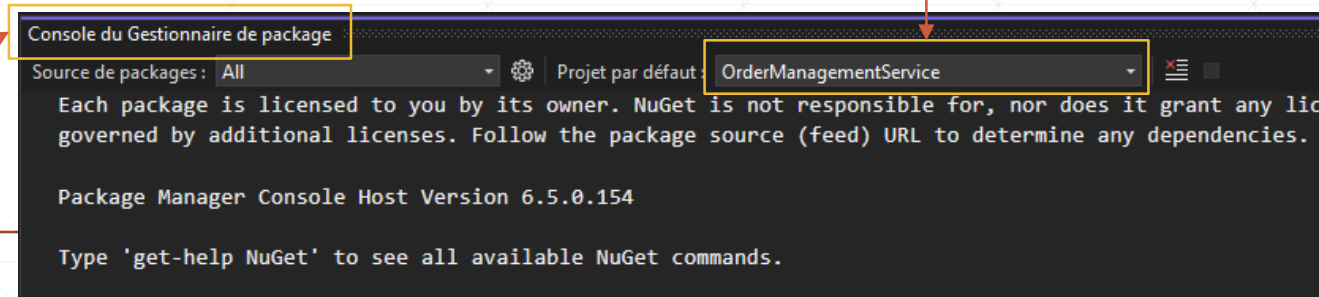 Console du Gestionnaire de package
Source de packages : All Projet par défaut : OrderManagementService
Each package is licensed to you by its owner. NuGet is not responsible for, nor does it grant any lic
governed by additional licenses. Follow the package source (feed) URL to determine any dependencies.
Package Manager Console Host Version 6.5.0.154
Type 'get-help NuGet' to see all available NuGet commands.